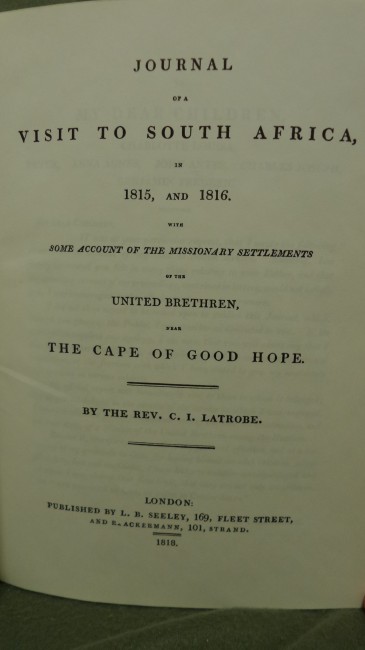 JOURNAL
OF A
VISIT TO SOUTH AFRICA,
IN
1815, AND 1816.
WITH
SOME ACCOUNT OF THE MISSIONARY SETTLEMENTS
OF THE
UNITED BRETHREN,
NEAR
THE CAPE OF GOOD HOPE.
BY THE REV. C. I. LATROBE.
LONDON:
PUBLISHED BY L. B. SEELEY, 169, FLEET STREET,
AND R. ACKERMANN, 101, STRAND.
1818.